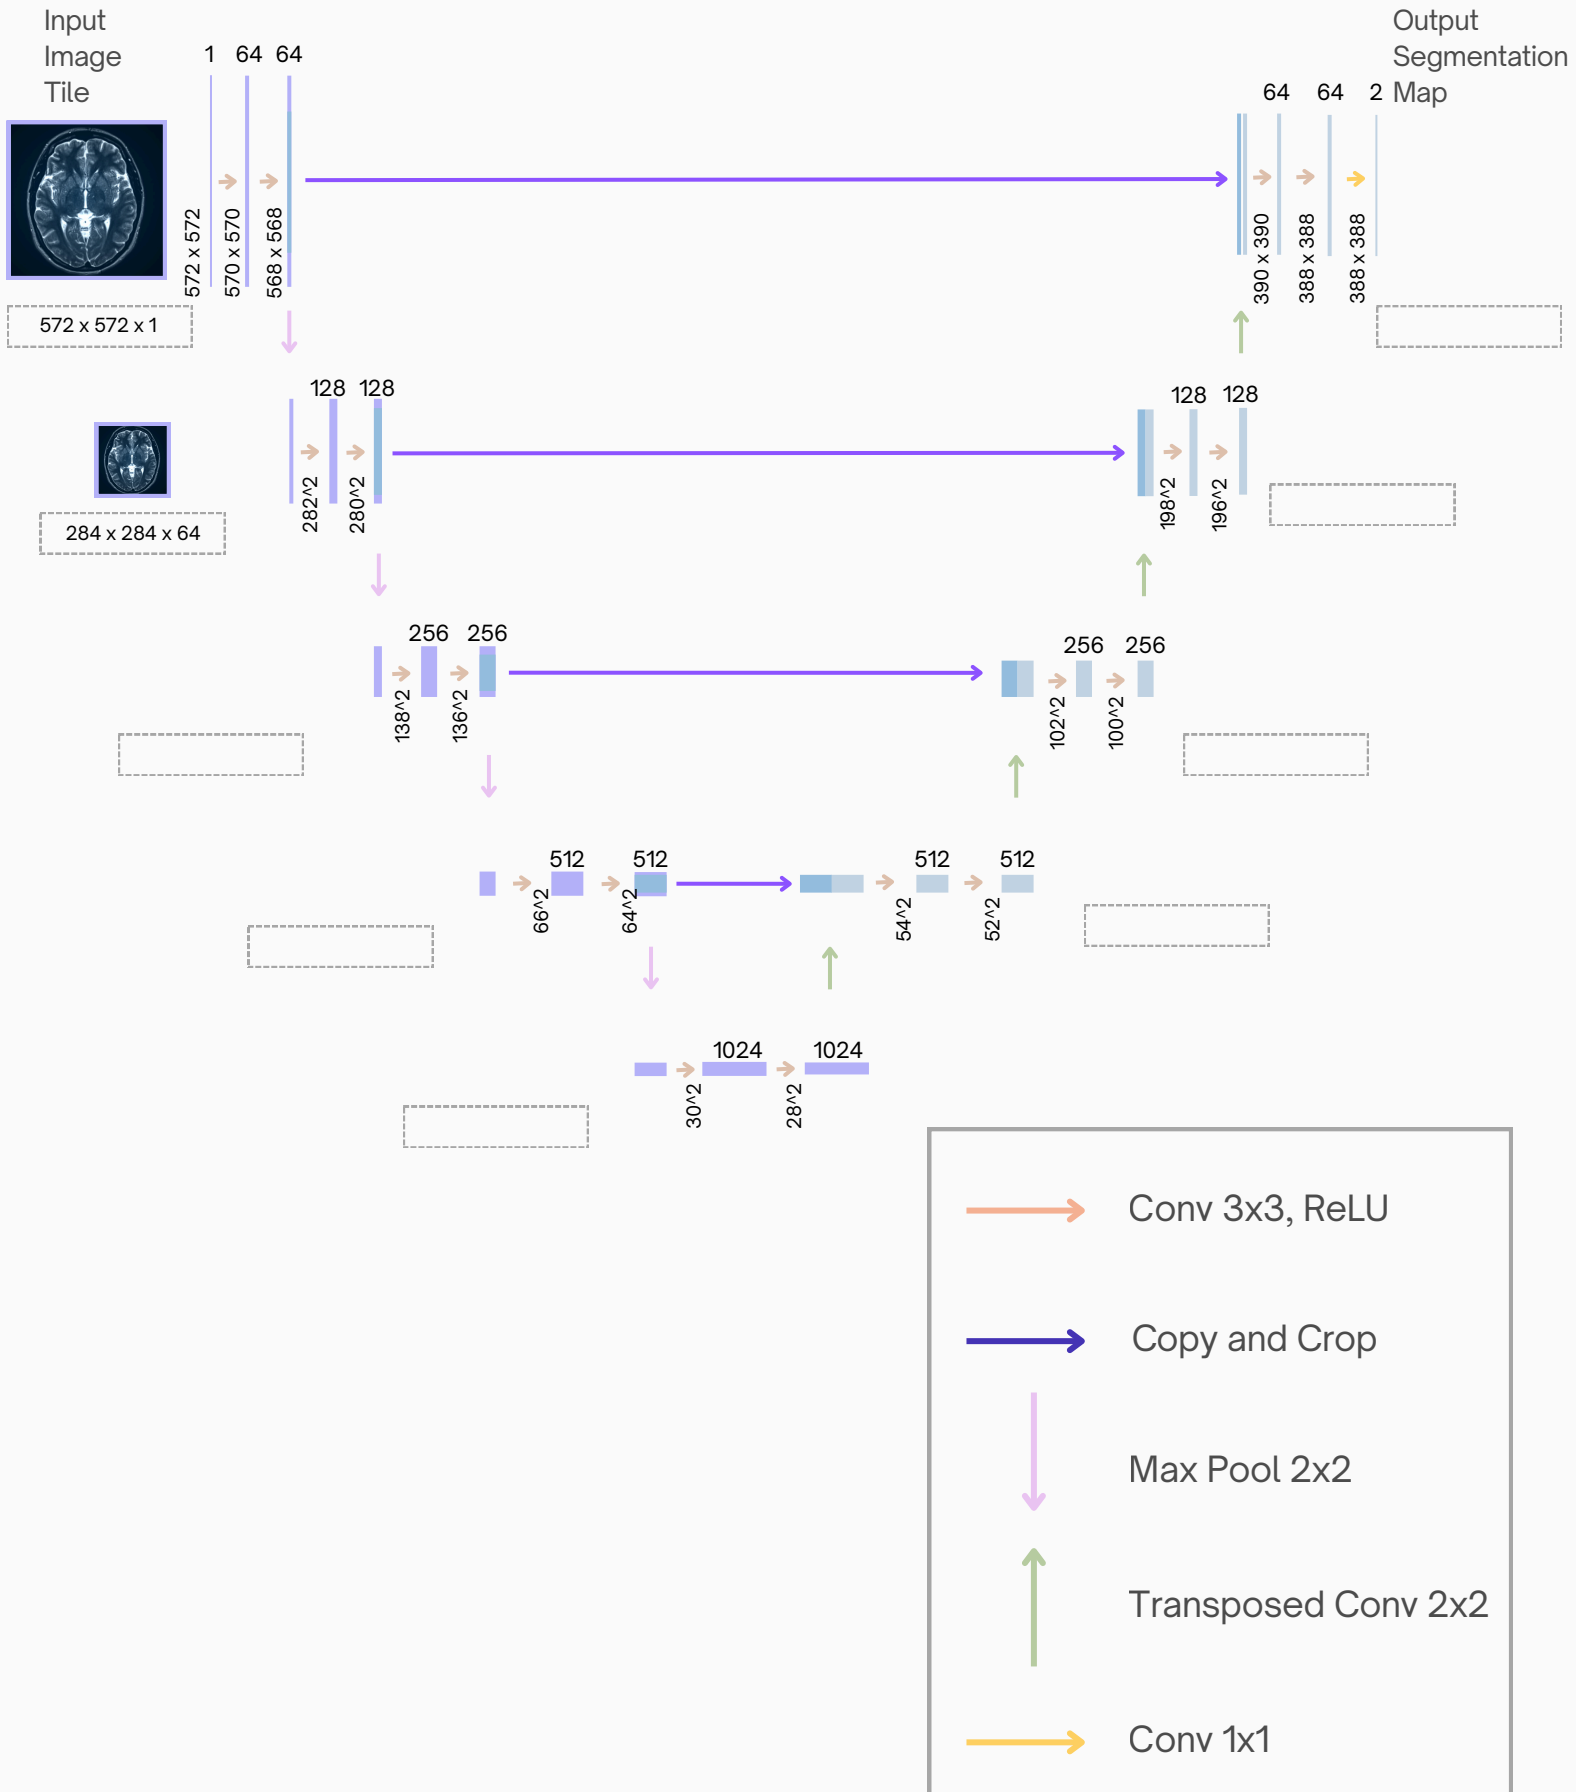 Input
Image
Tile
1 64 64
572 x 572
570 x 570
568 x 568
572 x 572 x 1
Output
Segmentation
Map
64 64 2
390 x 390
388 x 388
388 x 388
128 128
282^2
280^2
284 x 284 x 64
128 128
198^2
196^2
256 256
138^2
136^2
256 256
102^2
100^2
512 512
66^2
64^2
512 512
54^2
52^2
1024 1024
30^2
28^2
Conv 3x3, ReLU
Copy and Crop
Max Pool 2x2
Transposed Conv 2x2
Conv 1x1